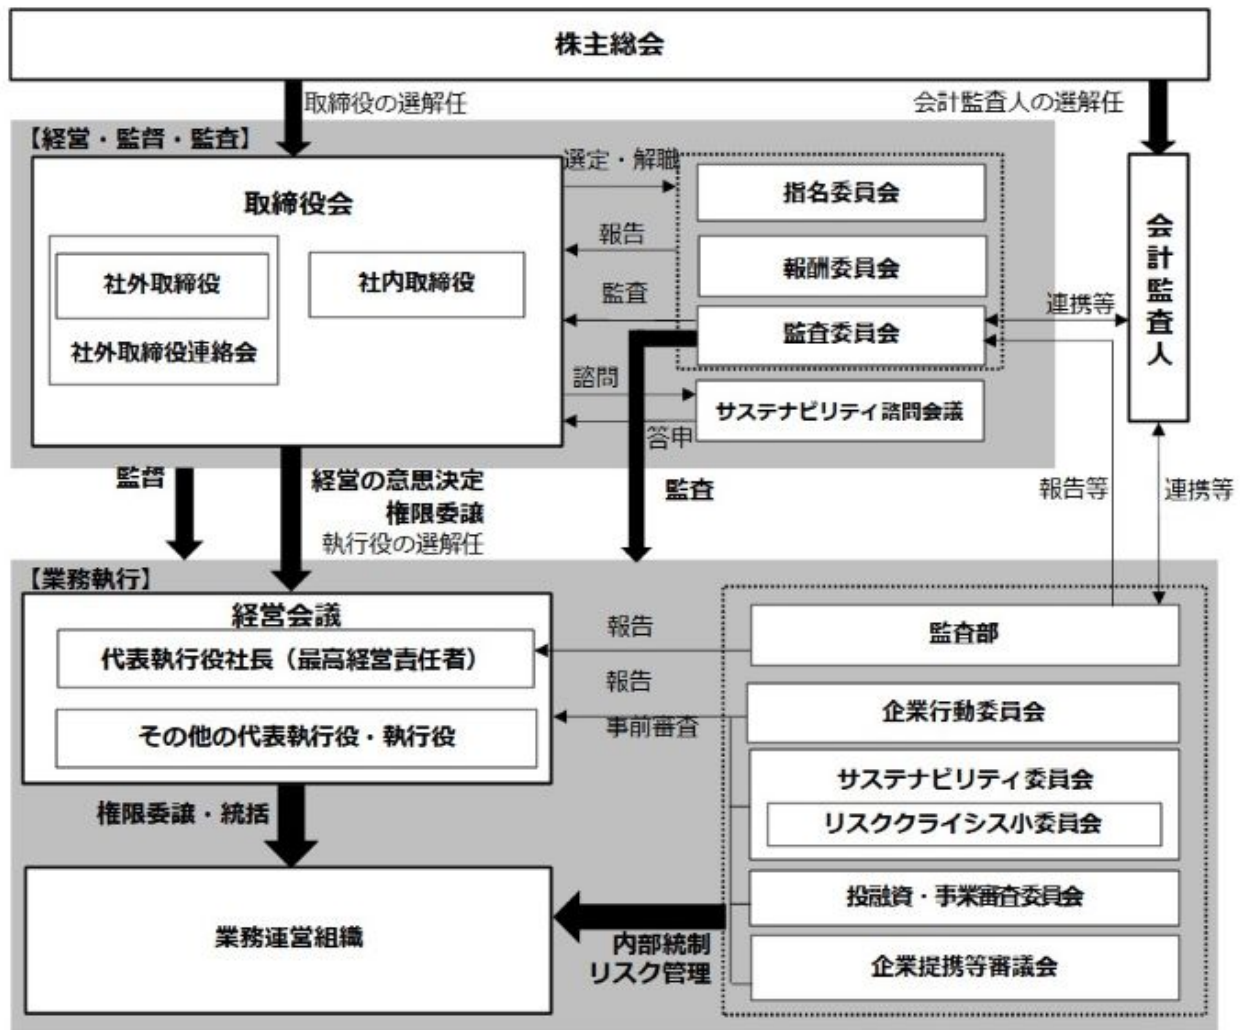 株主総会
取締役の選解任
会計監査人の選解任
【経営・監督・監査】
取締役会
社外取締役
社外取締役連絡会
社内取締役
選定・解職
報告
監査
諮問
答申
指名委員会
報酬委員会
監査委員会
サステナビリティ諮問会議
連携等
会計監査人
監督
経営の意思決定
権限委譲
執行役の選解任
監査
報告等
連携等
【業務執行】
経営会議
代表執行役社長（最高経営責任者）
その他の代表執行役・執行役
報告
報告
事前審査
監査部
企業行動委員会
サステナビリティ委員会
リスククライシス小委員会
投融資・事業審査委員会
企業提携等審議会
権限委譲・統括
業務運営組織
内部統制
リスク管理